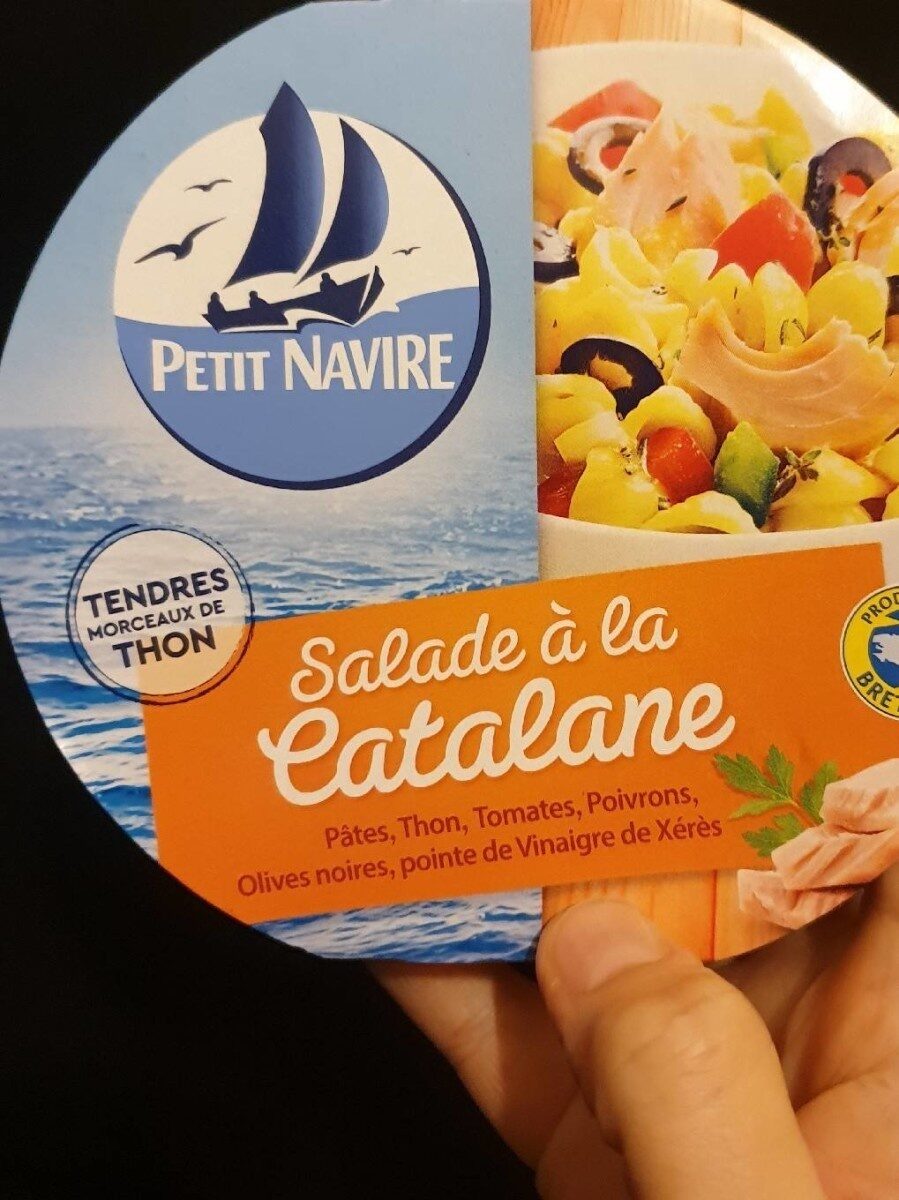 PETIT NAVIRE
TENDRES
MORCEAUX DE
THON
Salade à la
Catalane
Pâtes, Thon, Tomates, Poivrons,
Olives noires, pointe de Vinaigre de Xérès